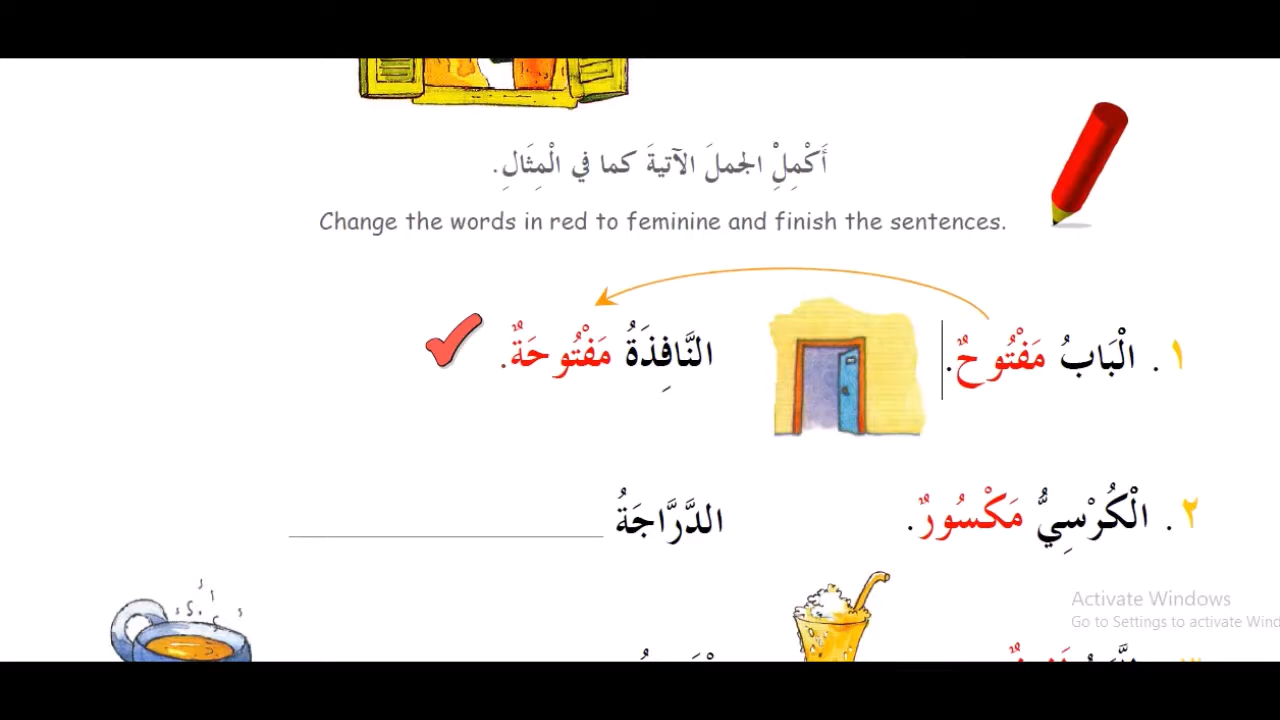 أَكْمِلِْ الجملَ الآتيةَ كما في الْمِثَالِ.
Change the words in red to feminine and finish the sentences.
١. الْبَابُ مَفْتُوحٌ. النَّافِذَةُ مَفْتُوحَةٌ.
٢. الْكُرْسِيُّ مَكْسُورٌ. الدَّرَّاجَةُ
Activate Windows
Go to Settings to activate Wind